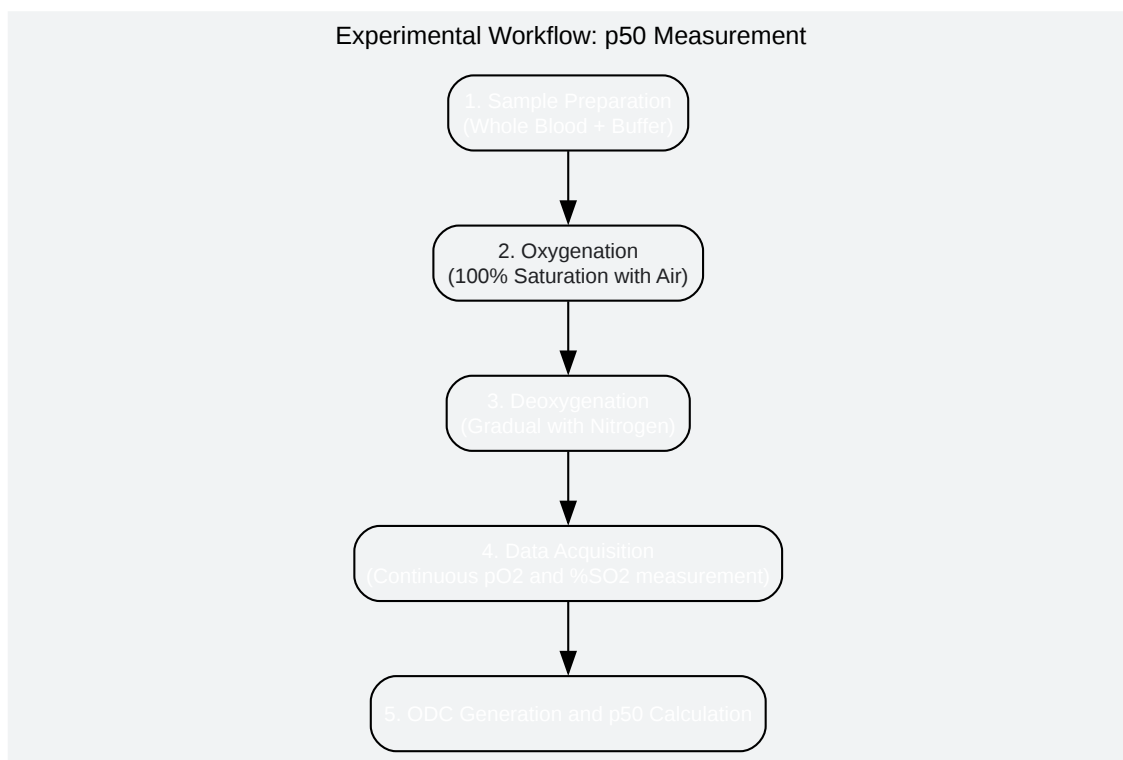 Experimental Workflow: p50 Measurement
1. Sample Preparation
(Whole Blood + Buffer)
2. Oxygenation
(100% Saturation with Air)
3. Deoxygenation
(Gradual with Nitrogen)
4. Data Acquisition
(Continuous pO2 and %SO2 measurement)
5. ODC Generation and p50 Calculation